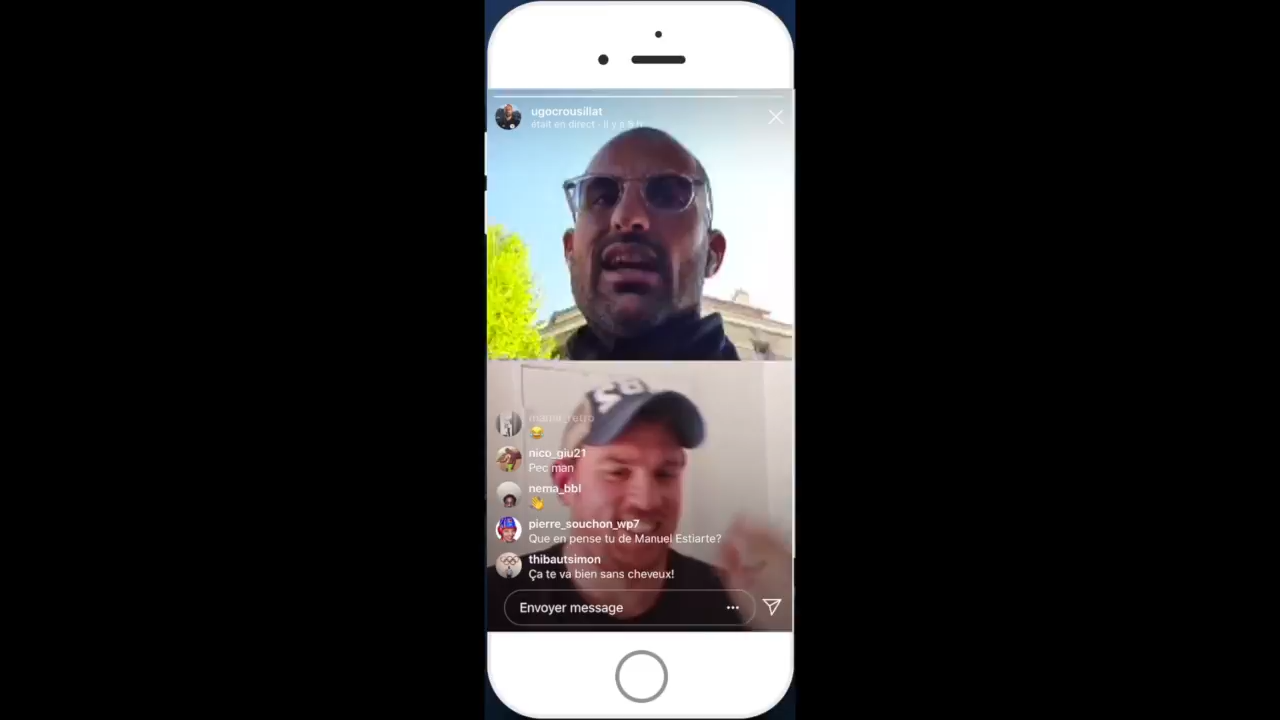 ugocrousillat
était en direct · il y a 5 h
nico_giu21
Pec man
nema_bbl
pierre_souchon_wp7
Que en pense tu de Manuel Estiarte?
thibautsimon
Ça te va bien sans cheveux!
Envoyer message